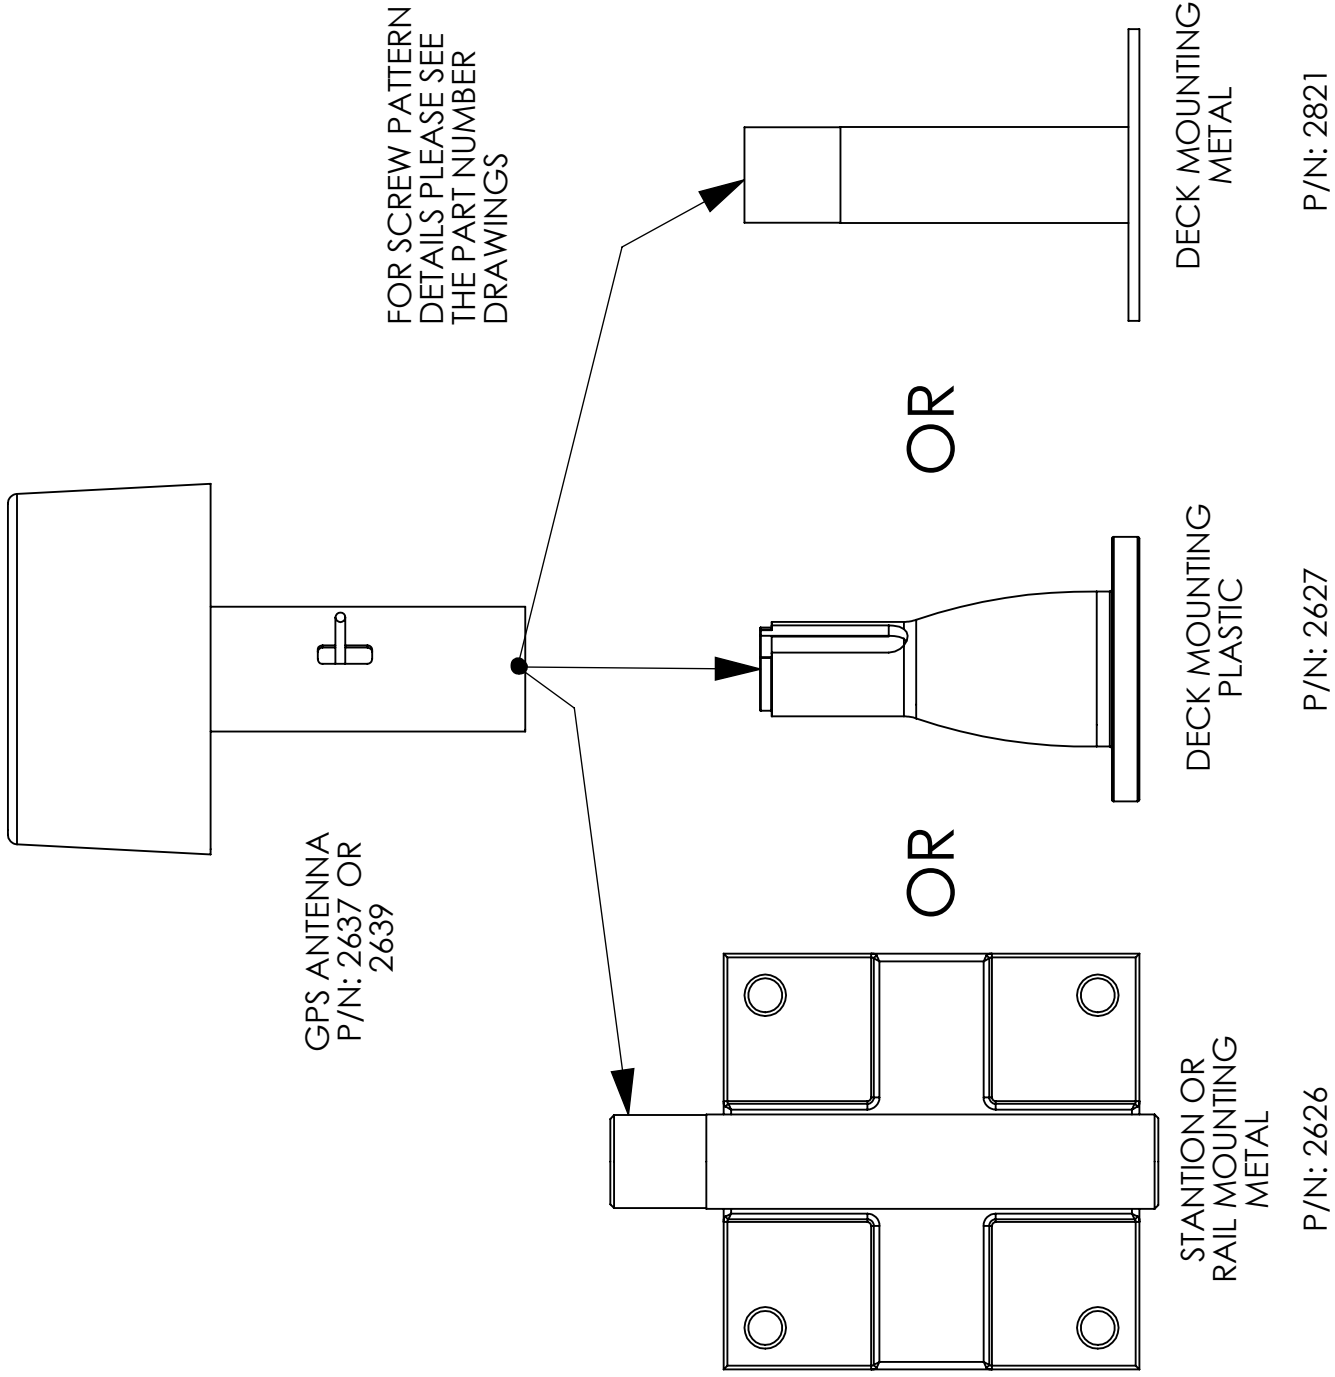 FOR SCREW PATTERN
DETAILS PLEASE SEE
THE PART NUMBER
DRAWINGS
GPS ANTENNA
P/N: 2637 OR
2639
OR
OR
STANTION OR
RAIL MOUNTING
METAL
P/N: 2626
DECK MOUNTING
PLASTIC
P/N: 2627
DECK MOUNTING
METAL
P/N: 2821